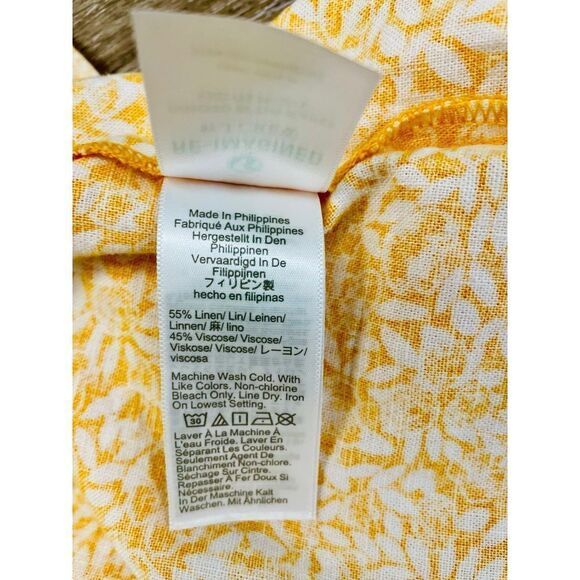 RE-IMAGINED
Made In Philippines
Fabriqué Aux Philippines
Hergestellt In Den
Philippinen
Vervaardigd In De
Filippijnen
フィリピン製
hecho en filipinas
55% Linen/ Lin/ Leinen/
Linnen/ 麻/ lino
45% Viscose/ Viscose/
Viskose/ Viscose/ レーヨン/
viscosa
Machine Wash Cold. With
Like Colors. Non-chlorine
Bleach Only. Line Dry. Iron
On Lowest Setting.
30
Laver À La Machine À
L'eau Froide. Laver En
Séparant Les Couleurs.
Seulement Agent De
Blanchiment Non-chlore.
Séchage Sur Cintre.
Repasser A Fer Doux Si
Nécessaire.
In Der Maschine Kalt
Waschen. Mit Ähnlichen